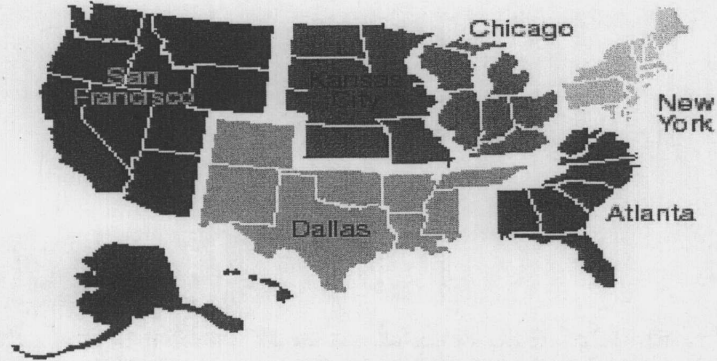 Chicago
San
Francisco
Kansas
City
New
York
Atlanta
Dallas